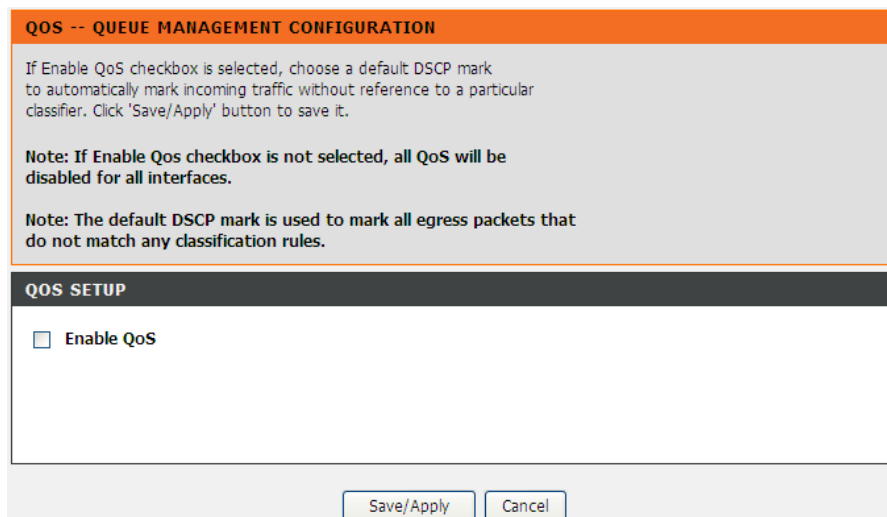 QOS -- QUEUE MANAGEMENT CONFIGURATION
If Enable QoS checkbox is selected, choose a default DSCP mark
to automatically mark incoming traffic without reference to a particular
classifier. Click 'Save/Apply' button to save it.
Note: If Enable Qos checkbox is not selected, all QoS will be
disabled for all interfaces.
Note: The default DSCP mark is used to mark all egress packets that
do not match any classification rules.
QOS SETUP
Enable QoS
Save/Apply Cancel